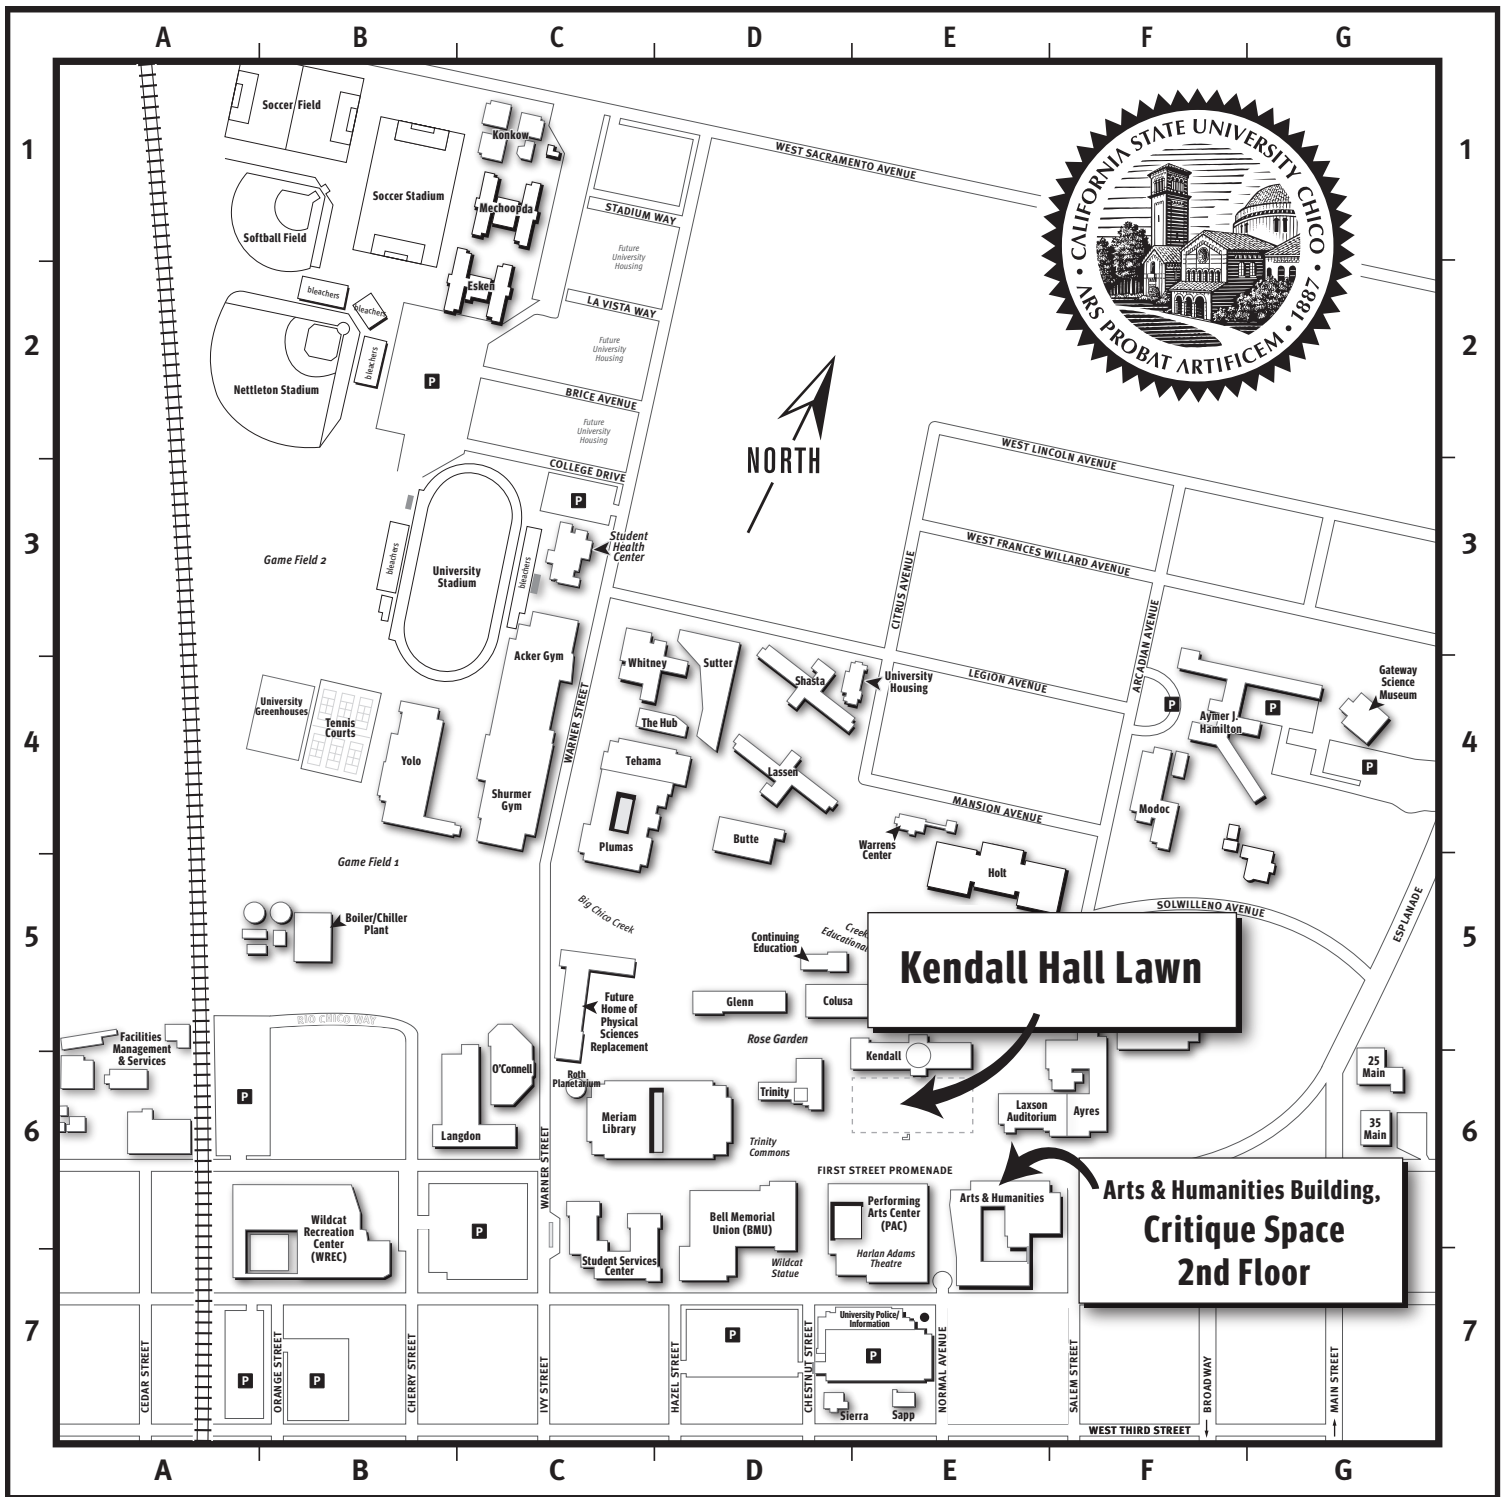 A B C D E F G
1
Soccer Field
Konkow
WEST SACRAMENTO AVENUE
CALIFORNIA STATE UNIVERSITY CHICO
• ARS PROBAT ARTIFICEM • 1887 •
1
Soccer Stadium
Mechoopda
STADIUM WAY
Softball Field
Future
University
Housing
bleachers
bleachers
Esken
LA VISTA WAY
2
bleachers
Future
University
Housing
2
Nettleton Stadium
P
BRICE AVENUE
Future
University
Housing
NORTH
WEST LINCOLN AVENUE
COLLEGE DRIVE
P
3
Game Field 2
bleachers
University
Stadium
bleachers
Student
Health
Center
CITRUS AVENUE
WEST FRANCES WILLARD AVENUE
3
ARCADIAN AVENUE
Acker Gym
Whitney
Sutter
Shasta
University
Housing
LEGION AVENUE
Gateway
Science
Museum
University
Greenhouses
Tennis
Courts
WARNER STREET
The Hub
P
Aymer J.
Hamilton
P
4
Yolo
Tehama
Lassen
P
4
Shurmer
Gym
MANSION AVENUE
Modoc
Plumas
Butte
Warrens
Center
Game Field 1
Holt
Big Chico Creek
SOLWILLENO AVENUE
ESPLANADE
5
Boiler/Chiller
Plant
Continuing
Education
Creek
Educational
Kendall Hall Lawn
5
Future
Home of
Physical
Sciences
Replacement
Glenn
Colusa
RIO CHICO WAY
Facilities
Management
& Services
Rose Garden
Kendall
O'Connell
Roth
Planetarium
25
Main
P
Trinity
Laxson
Auditorium
Ayres
6
Langdon
Meriam
Library
35
Main
6
Trinity
Commons
WARNER STREET
FIRST STREET PROMENADE
Arts & Humanities
Arts & Humanities Building,
Critique Space
2nd Floor
Wildcat
Recreation
Center
(WREC)
P
Bell Memorial
Union (BMU)
Performing
Arts Center
(PAC)
Student Services
Center
Wildcat
Statue
Harlan Adams
Theatre
7
University Police/
Information
P
P
7
CEDAR STREET
P
ORANGE STREET
P
CHERRY STREET
IVY STREET
HAZEL STREET
CHESTNUT STREET
NORMAL AVENUE
SALEM STREET
BROADWAY
MAIN STREET
Sierra
Sapp
WEST THIRD STREET
A B C D E F G